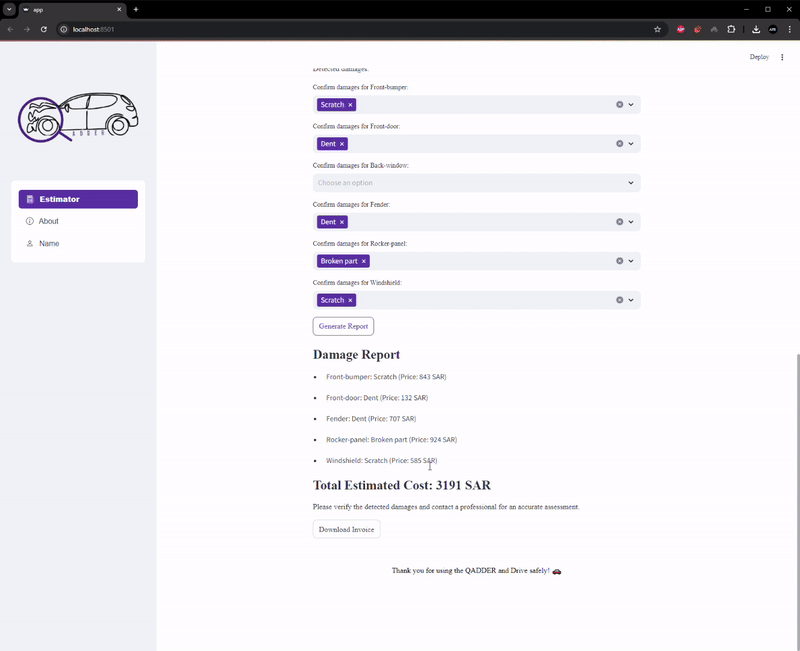 app
localhost:8501
Deploy
ADDER
Estimator
About
Name
Detected damages:
Confirm damages for Front-bumper:
Scratch
Confirm damages for Front-door:
Dent
Confirm damages for Back-window:
Choose an option
Confirm damages for Fender:
Dent
Confirm damages for Rocker-panel:
Broken part
Confirm damages for Windshield:
Scratch
Generate Report
Damage Report
Front-bumper: Scratch (Price: 843 SAR)
Front-door: Dent (Price: 132 SAR)
Fender: Dent (Price: 707 SAR)
Rocker-panel: Broken part (Price: 924 SAR)
Windshield: Scratch (Price: 585 SAR)
Total Estimated Cost: 3191 SAR
Please verify the detected damages and contact a professional for an accurate assessment.
Download Invoice
Thank you for using the QADDER and Drive safely! 🚗